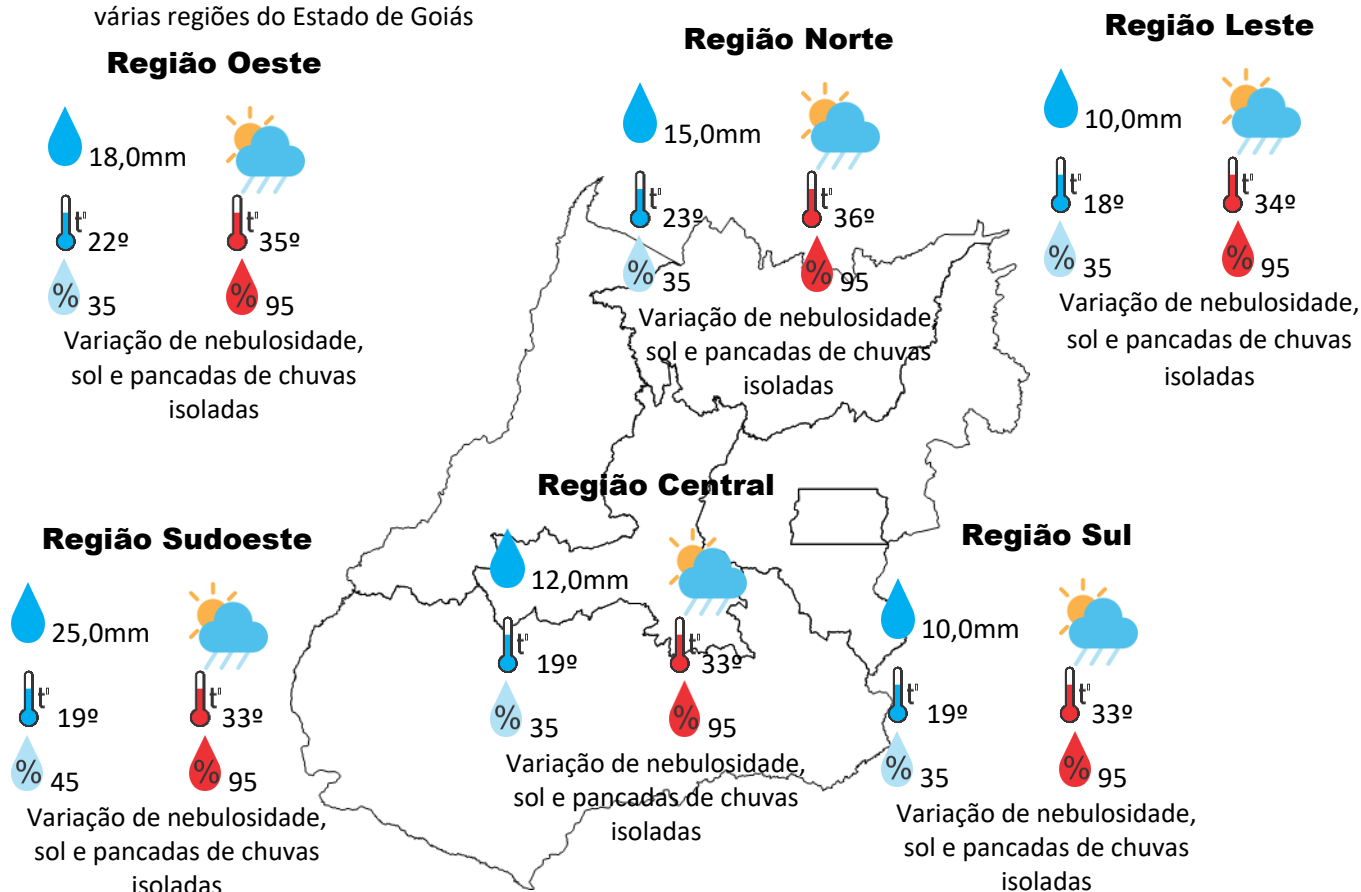 várias regiões do Estado de Goiás
Região Oeste
18,0mm
t°
22º
t°
35º
% 35
% 95
Variação de nebulosidade,
sol e pancadas de chuvas
isoladas
Região Norte
15,0mm
t°
23º
t°
36º
% 35
% 95
Variação de nebulosidade,
sol e pancadas de chuvas
isoladas
Região Leste
10,0mm
t°
18º
t°
34º
% 35
% 95
Variação de nebulosidade,
sol e pancadas de chuvas
isoladas
Região Sudoeste
25,0mm
t°
19º
t°
33º
% 45
% 95
Variação de nebulosidade,
sol e pancadas de chuvas
isoladas
Região Central
12,0mm
t°
19º
t°
33º
% 35
% 95
Variação de nebulosidade,
sol e pancadas de chuvas
isoladas
Região Sul
10,0mm
t°
19º
t°
33º
% 35
% 95
Variação de nebulosidade,
sol e pancadas de chuvas
isoladas